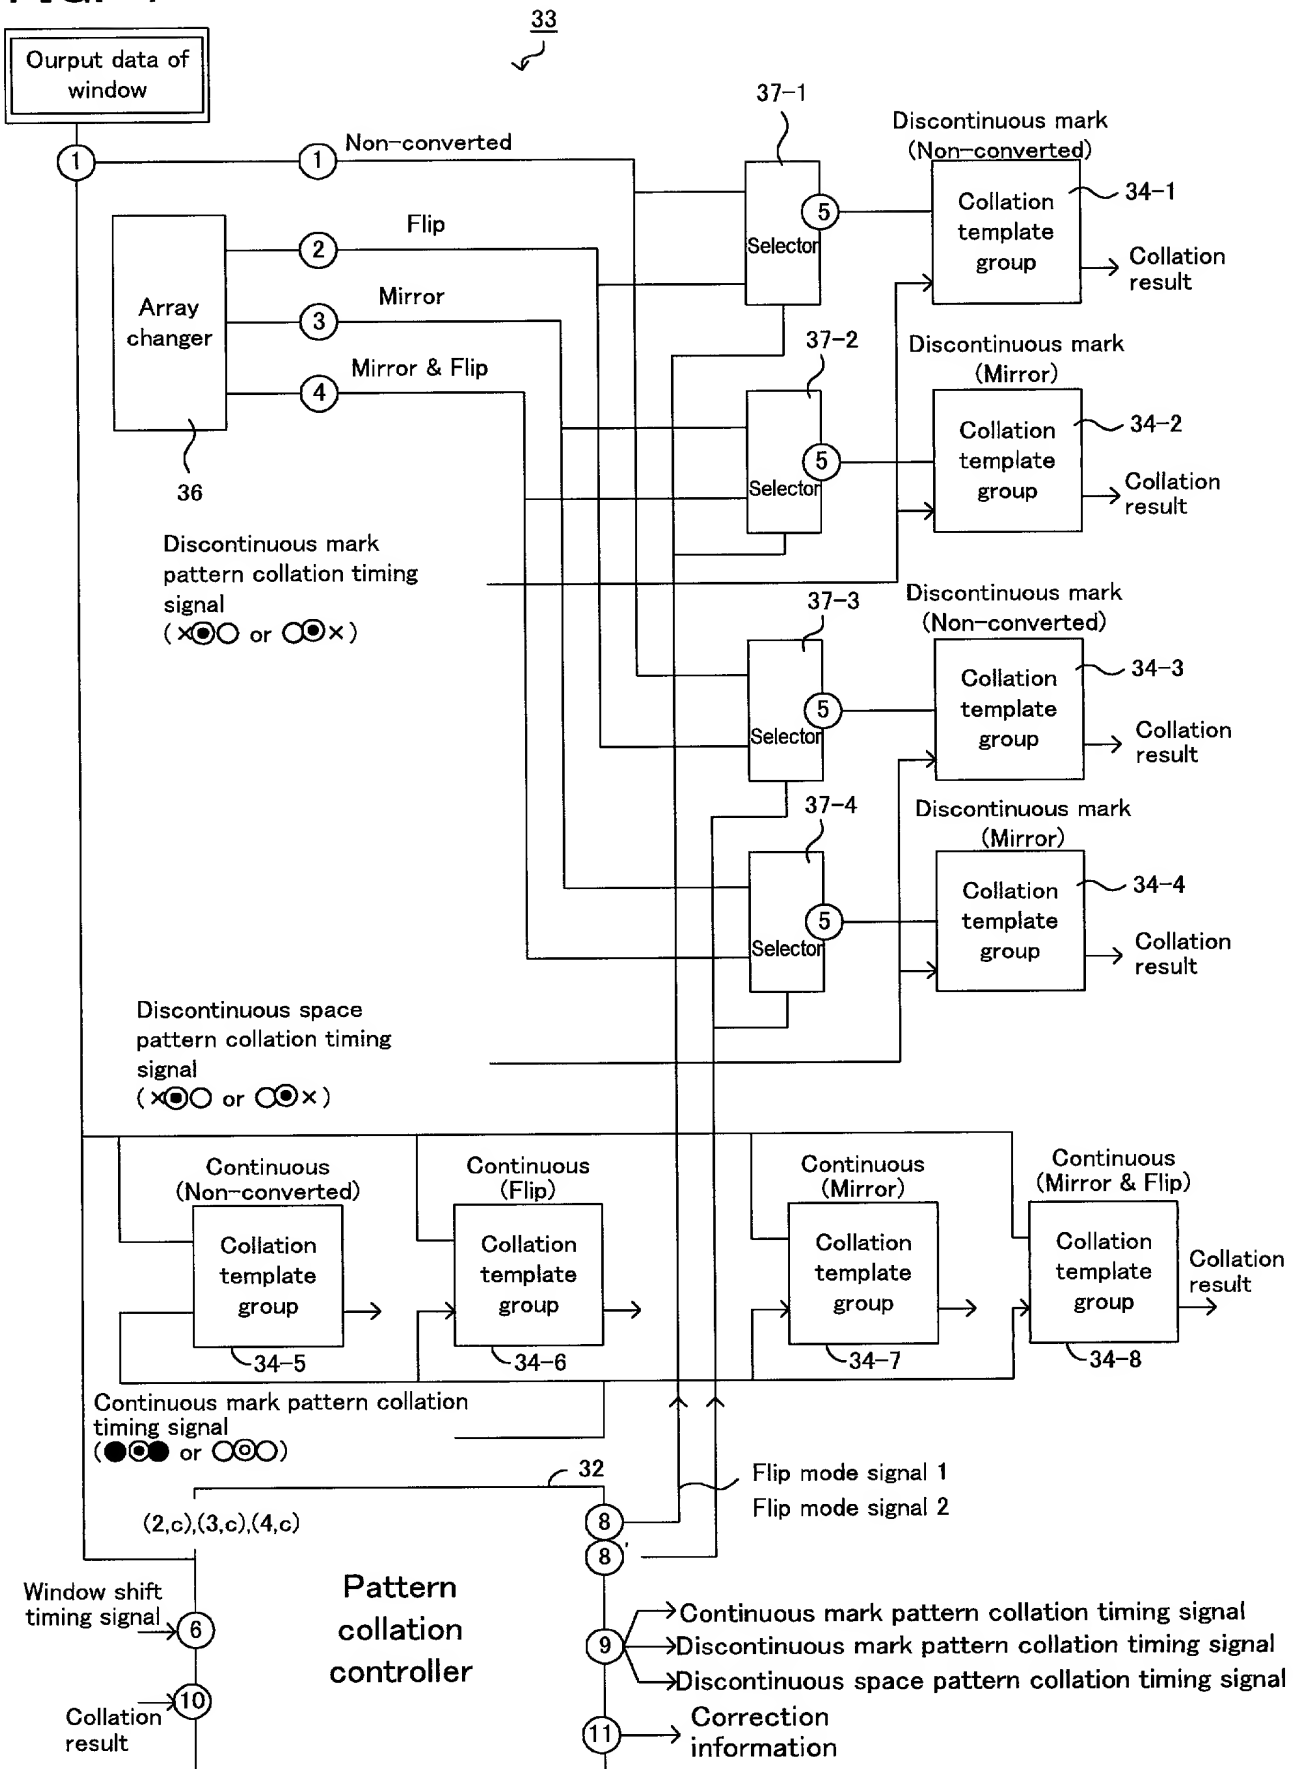 33
Ourput data of
window
1
1
Non-converted
2
Flip
3
Mirror
4
Mirror & Flip
Array
changer
36
37-1
Selector
5
Discontinuous mark
(Non-converted)
Collation
template
group
34-1
Collation
result
37-2
Selector
5
Discontinuous mark
(Mirror)
Collation
template
group
34-2
Collation
result
Discontinuous mark
pattern collation timing
signal
(×◉○ or ○◉×)
37-3
Selector
5
Discontinuous mark
(Non-converted)
Collation
template
group
34-3
Collation
result
37-4
Selector
5
Discontinuous mark
(Mirror)
Collation
template
group
34-4
Collation
result
Discontinuous space
pattern collation timing
signal
(×◉○ or ○◉×)
Continuous
(Non-converted)
Collation
template
group
34-5
Continuous
(Flip)
Collation
template
group
34-6
Continuous
(Mirror)
Collation
template
group
34-7
Continuous
(Mirror & Flip)
Collation
template
group
34-8
Collation
result
Continuous mark pattern collation
timing signal
(●◉● or ○◎○)
32
Flip mode signal 1
Flip mode signal 2
(2,c),(3,c),(4,c)
8
8'
Pattern
collation
controller
Window shift
timing signal
6
9
Continuous mark pattern collation timing signal
Discontinuous mark pattern collation timing signal
Discontinuous space pattern collation timing signal
10
Collation
result
11
Correction
information